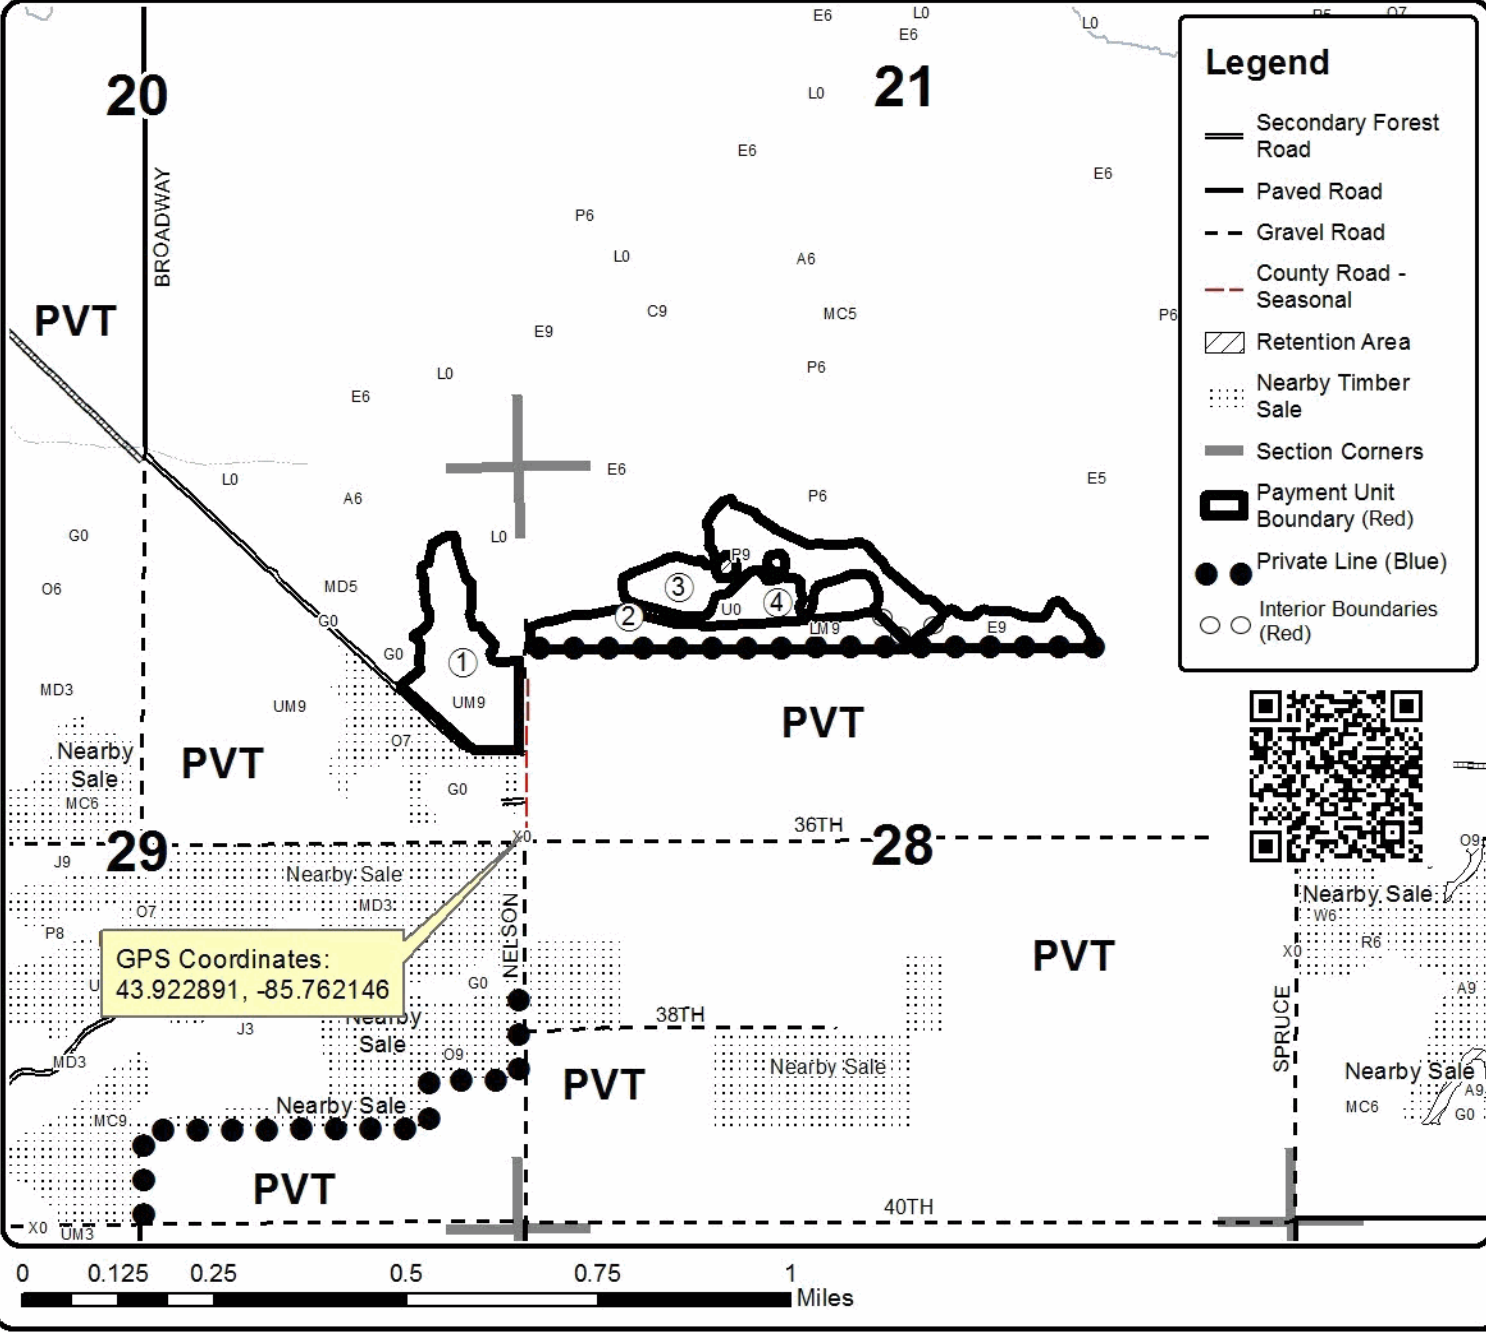 E6
L0
E6
L0
O7
20
21
L0
E6
E6
BROADWAY
P6
L0
A6
PVT
C9
MC5
P6
E9
P6
L0
E6
E6
E5
L0
A6
P6
G0
L0
P9
O6
MD5
3
4
U0
2
G0
LM9
E9
G0
1
MD3
UM9
UM9
PVT
O7
Nearby
Sale
PVT
G0
MC6
X0
36TH
29
28
J9
Nearby Sale
NELSON
O7
MD3
P8
GPS Coordinates:
43.922891, -85.762146
U
G0
PVT
Nearby
Sale
J3
38TH
O9
MD3
Nearby Sale
PVT
Nearby Sale
MC9
PVT
40TH
X0
UM3
SPRUCE
X0
O9
Nearby Sale
W6
R6
A9
Nearby Sale
A9
MC6
G0
Legend
Secondary Forest
Road
Paved Road
Gravel Road
County Road -
Seasonal
Retention Area
Nearby Timber
Sale
Section Corners
Payment Unit
Boundary (Red)
Private Line (Blue)
Interior Boundaries
(Red)
0 0.125 0.25 0.5 0.75 1
Miles